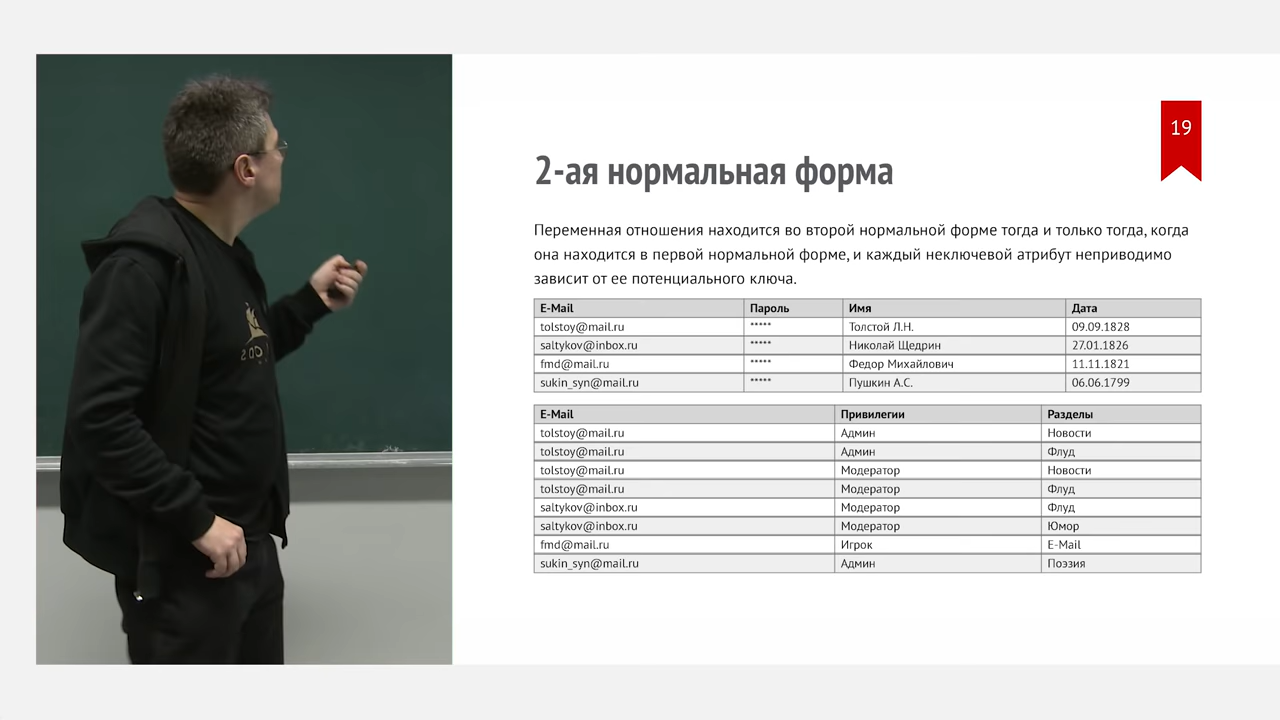 19
2-ая нормальная форма
Переменная отношения находится во второй нормальной форме тогда и только тогда, когда
она находится в первой нормальной форме, и каждый неключевой атрибут неприводимо
зависит от ее потенциального ключа.
E-Mail Пароль Имя Дата
tolstoy@mail.ru ***** Толстой Л.Н. 09.09.1828
saltykov@inbox.ru ***** Николай Щедрин 27.01.1826
fmd@mail.ru ***** Федор Михайлович 11.11.1821
sukin_syn@mail.ru ***** Пушкин А.С. 06.06.1799
E-Mail Привилегии Разделы
tolstoy@mail.ru Админ Новости
tolstoy@mail.ru Админ Флуд
tolstoy@mail.ru Модератор Новости
tolstoy@mail.ru Модератор Флуд
saltykov@inbox.ru Модератор Флуд
saltykov@inbox.ru Модератор Юмор
fmd@mail.ru Игрок E-Mail
sukin_syn@mail.ru Админ Поэзия